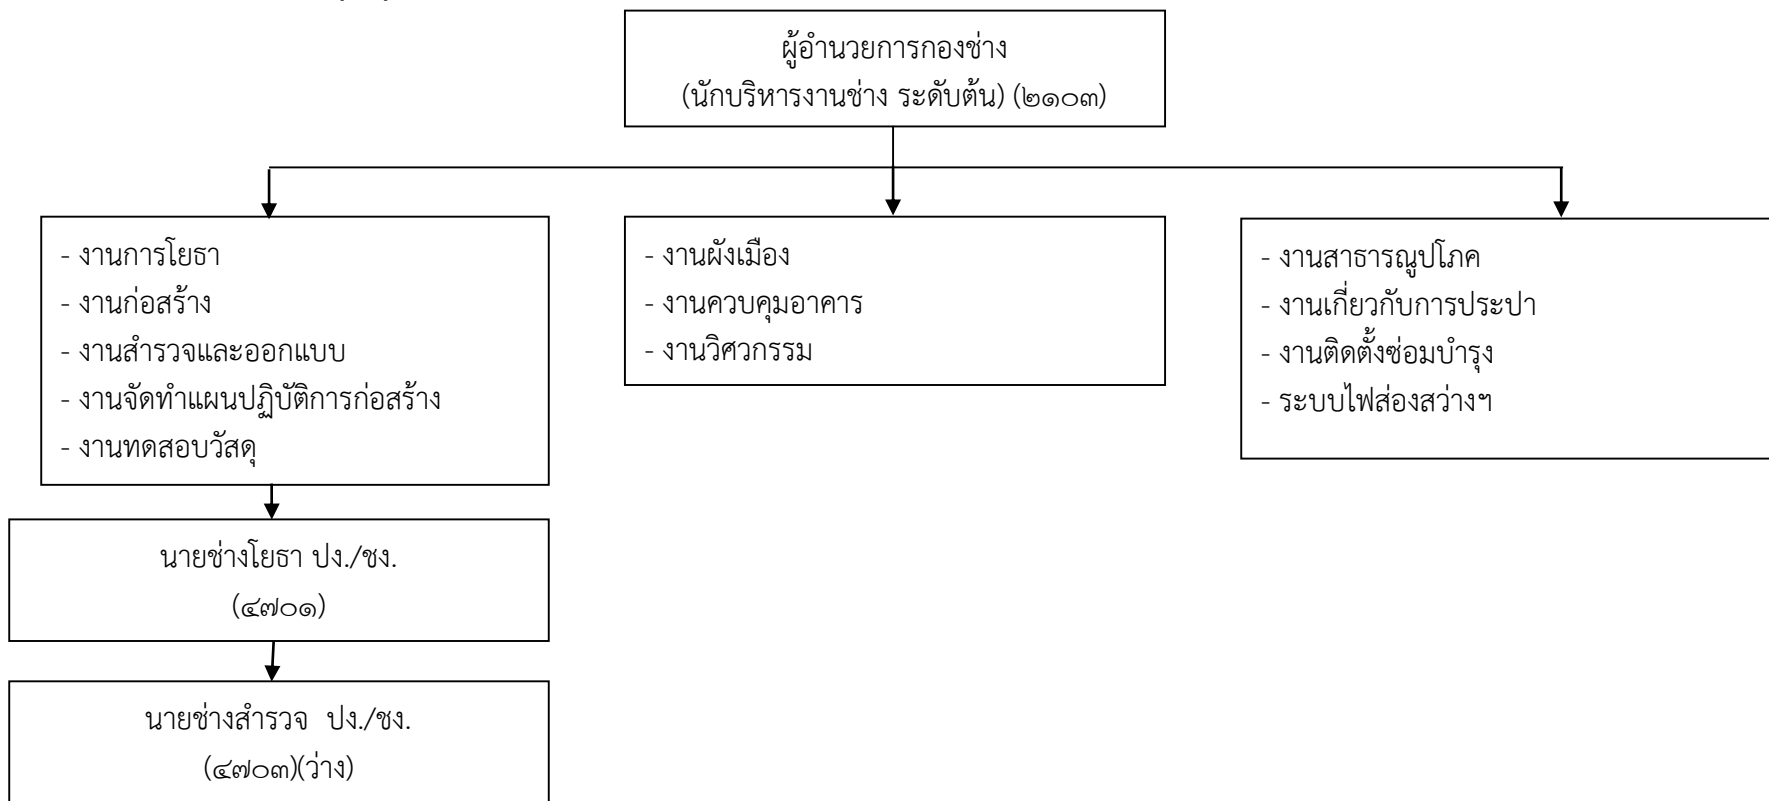 ผู้อำนวยการกองช่าง
(นักบริหารงานช่าง ระดับต้น) (๒๑๐๓)
- งานการโยธา
- งานก่อสร้าง
- งานสำรวจและออกแบบ
- งานจัดทำแผนปฏิบัติการก่อสร้าง
- งานทดสอบวัสดุ
- งานผังเมือง
- งานควบคุมอาคาร
- งานวิศวกรรม
- งานสาธารณูปโภค
- งานเกี่ยวกับการประปา
- งานติดตั้งซ่อมบำรุง
- ระบบไฟส่องสว่างฯ
นายช่างโยธา ปง./ชง.
(๔๗๐๑)
นายช่างสำรวจ ปง./ชง.
(๔๗๐๓)(ว่าง)